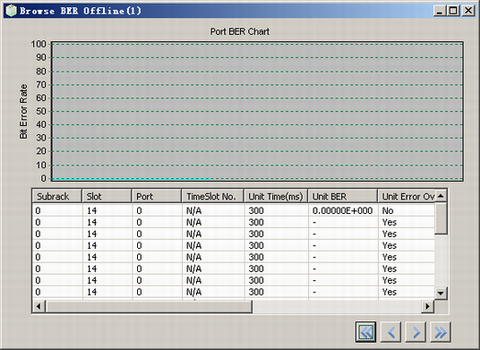 Browse BER Offline(1)
Port BER Chart
Bit Error Rate
100
90
80
70
60
50
40
30
20
10
0
Subrack Slot Port TimeSlot No. Unit Time(ms) Unit BER Unit Error Ov
0 14 0 N/A 300 0.00000E+000 No
0 14 0 N/A 300 - Yes
0 14 0 N/A 300 - Yes
0 14 0 N/A 300 - Yes
0 14 0 N/A 300 - Yes
0 14 0 N/A 300 - Yes
0 14 0 N/A 300 - Yes
0 14 0 N/A 300 - Yes